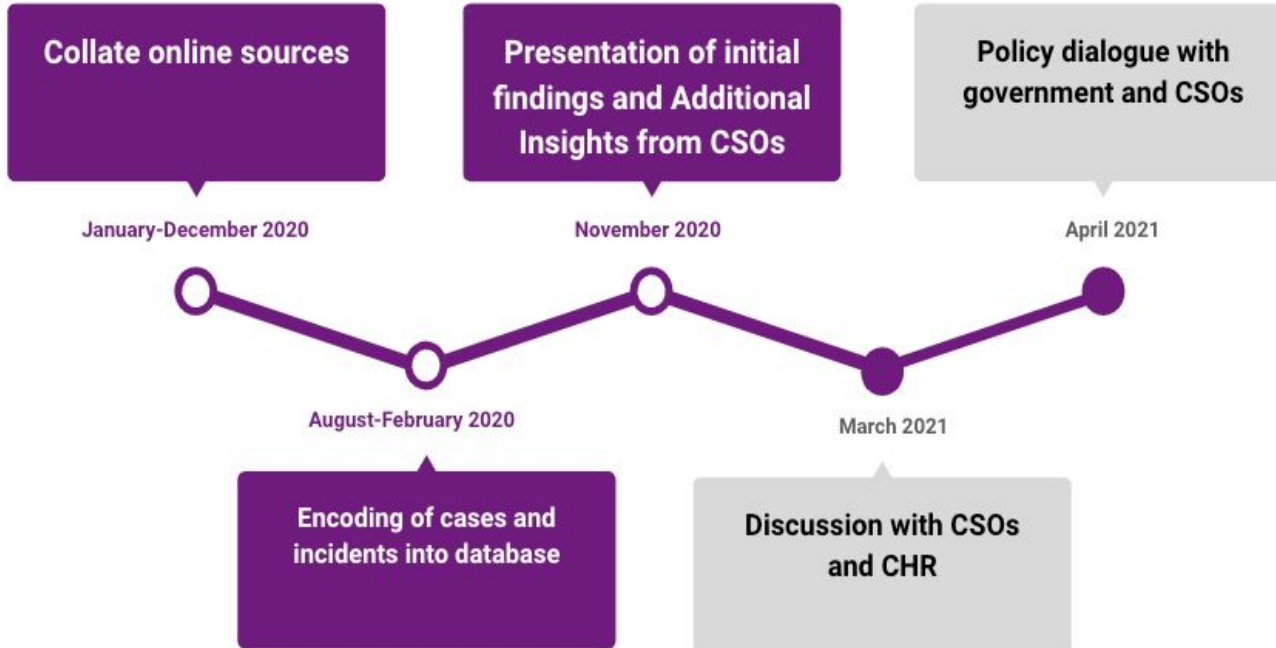 Collate online sources
January-December 2020
August-February 2020
Encoding of cases and
incidents into database
Presentation of initial
findings and Additional
Insights from CSOs
November 2020
March 2021
Discussion with CSOs
and CHR
Policy dialogue with
government and CSOs
April 2021